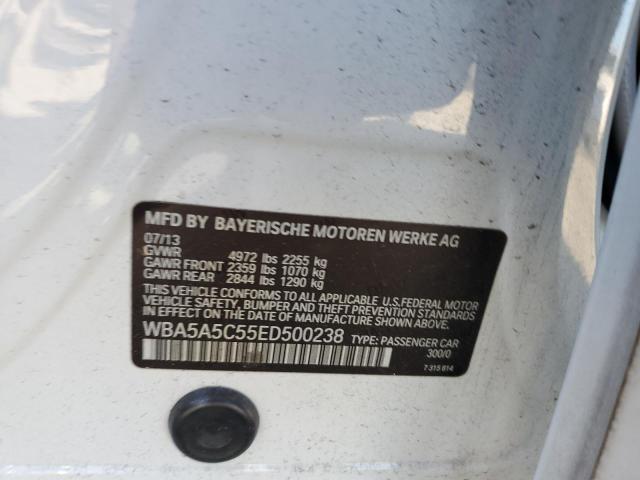 MFD BY BAYERISCHE MOTOREN WERKE AG
07/13
GVWR 4972 lbs 2255 kg
GAWR FRONT 2359 lbs 1070 kg
GAWR REAR 2844 lbs 1290 kg
THIS VEHICLE CONFORMS TO ALL APPLICABLE U.S.FEDERAL MOTOR
VEHICLE SAFETY, BUMPER AND THEFT PREVENTION STANDARDS
IN EFFECT ON THE DATE OF MANUFACTURE SHOWN ABOVE.
WBA5A5C55ED500238 TYPE: PASSENGER CAR
300/0
7 315 614